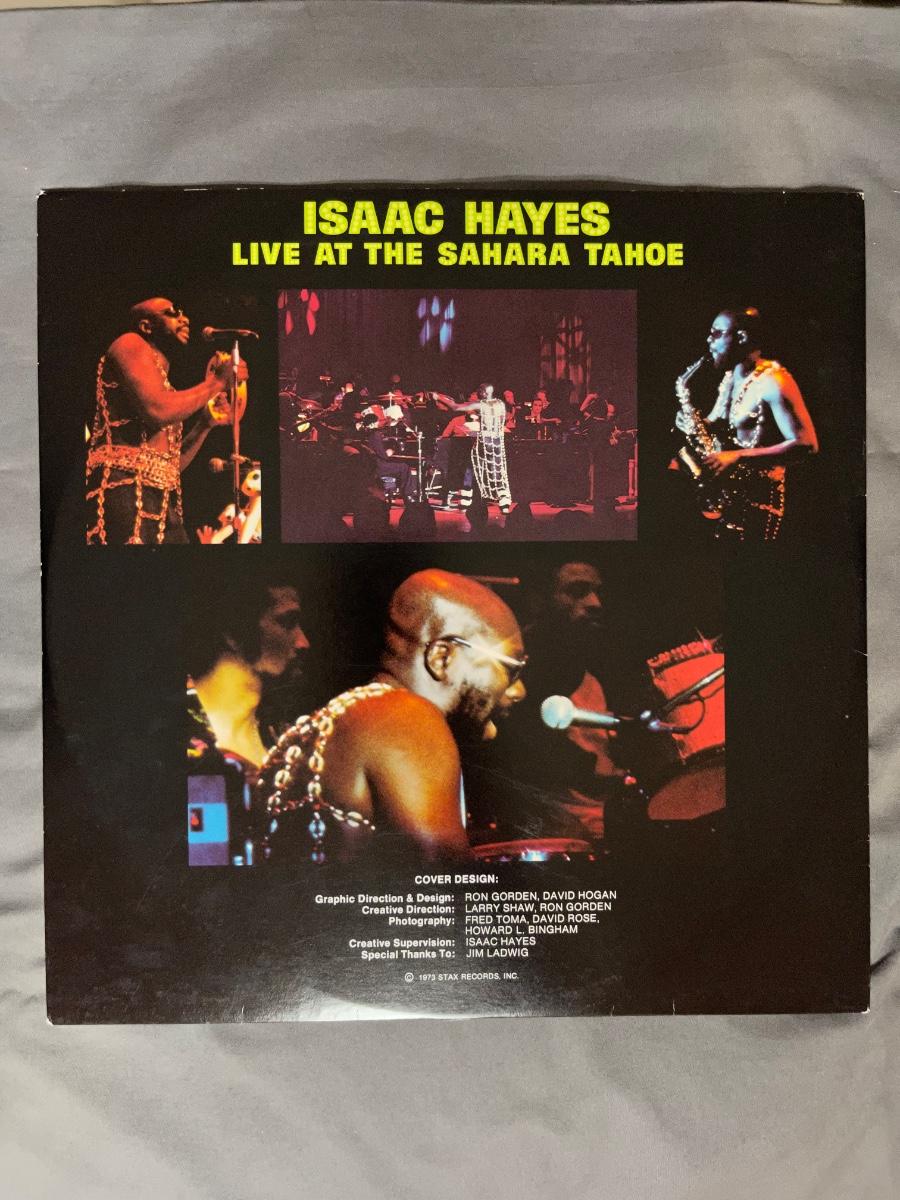 ISAAC HAYES
LIVE AT THE SAHARA TAHOE
COVER DESIGN:
Graphic Direction & Design: RON GORDEN, DAVID HOGAN
Creative Direction: LARRY SHAW, RON GORDEN
Photography: FRED TOMA, DAVID ROSE,
HOWARD L. BINGHAM
Creative Supervision: ISAAC HAYES
Special Thanks To: JIM LADWIG
© 1973 STAX RECORDS, INC.